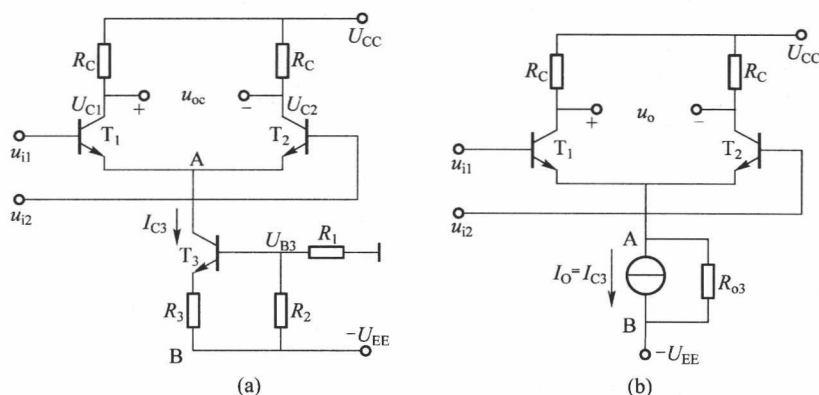 U_CC
R_C R_C
U_C1 + u_oc − U_C2
T_1 T_2
u_i1
A
u_i2
I_C3
T_3 U_B3 R_1
R_3 R_2
B −U_EE
(a)
U_CC
R_C R_C
+ u_o −
T_1 T_2
u_i1
u_i2
A
I_O=I_C3 R_o3
B
−U_EE
(b)